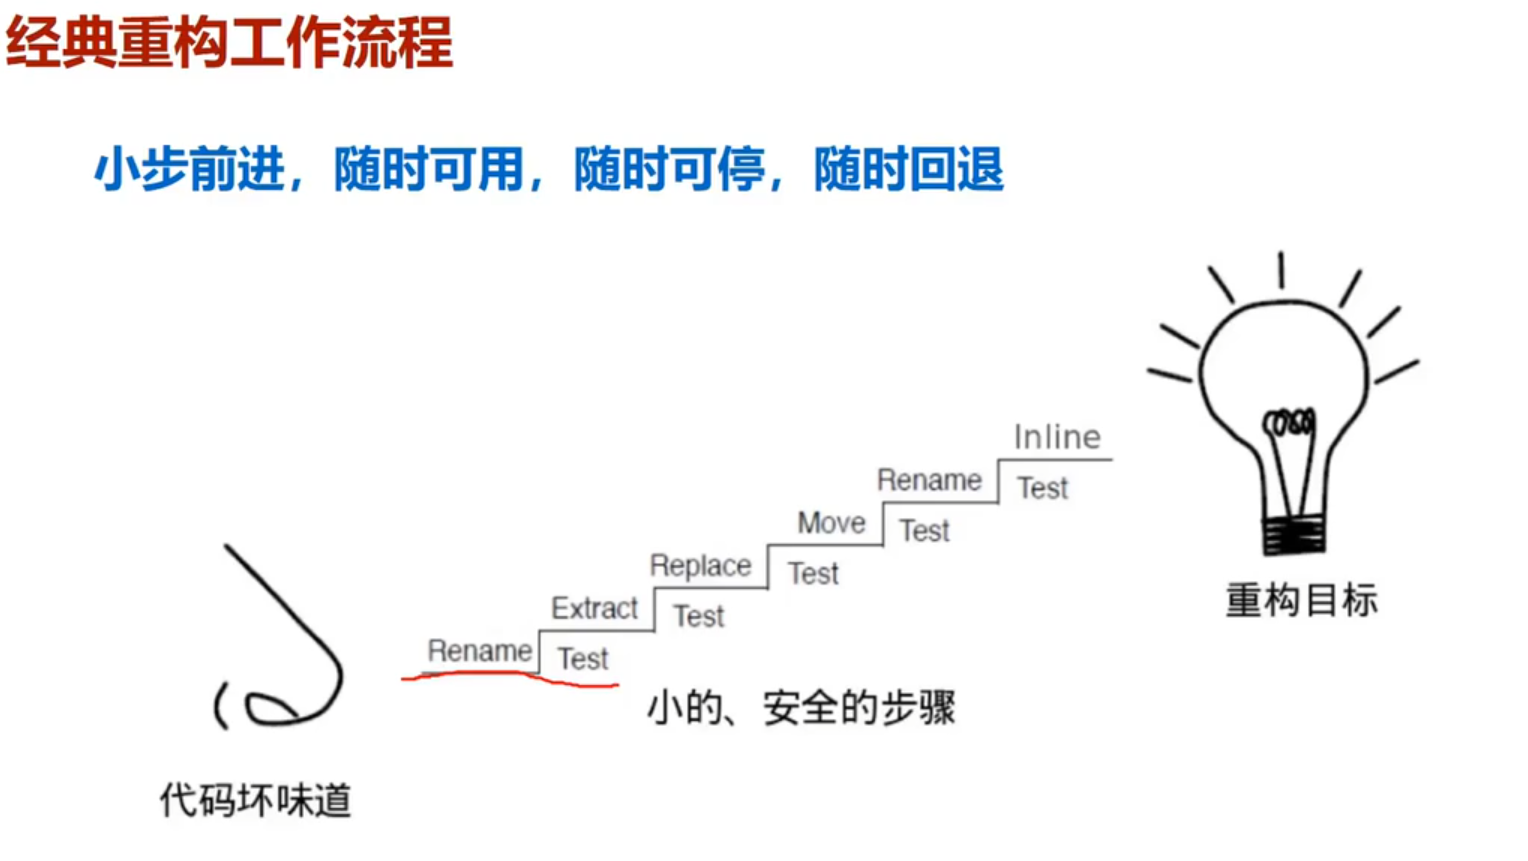 经典重构工作流程
小步前进，随时可用，随时可停，随时回退
Inline
Rename
Test
Move
Test
Replace
Test
Extract
Test
Rename
Test
重构目标
小的、安全的步骤
代码坏味道